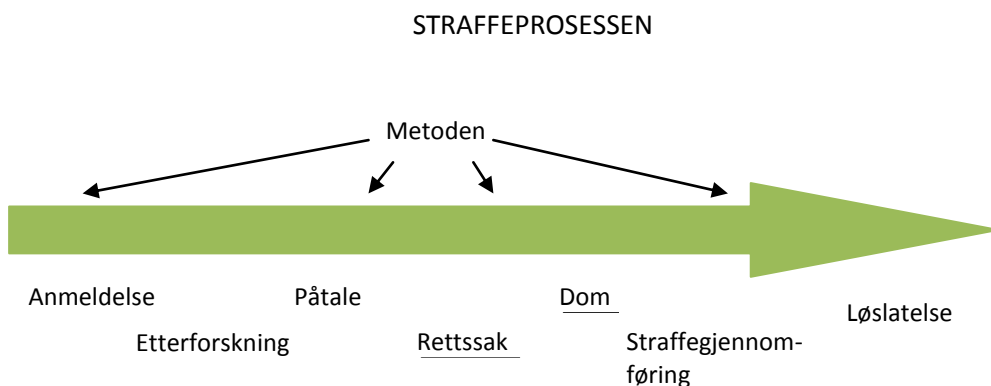 STRAFFEPROSESSEN
Metoden
Anmeldelse
Etterforskning
Påtale
Rettssak
Dom
Straffegjennom-
føring
Løslatelse